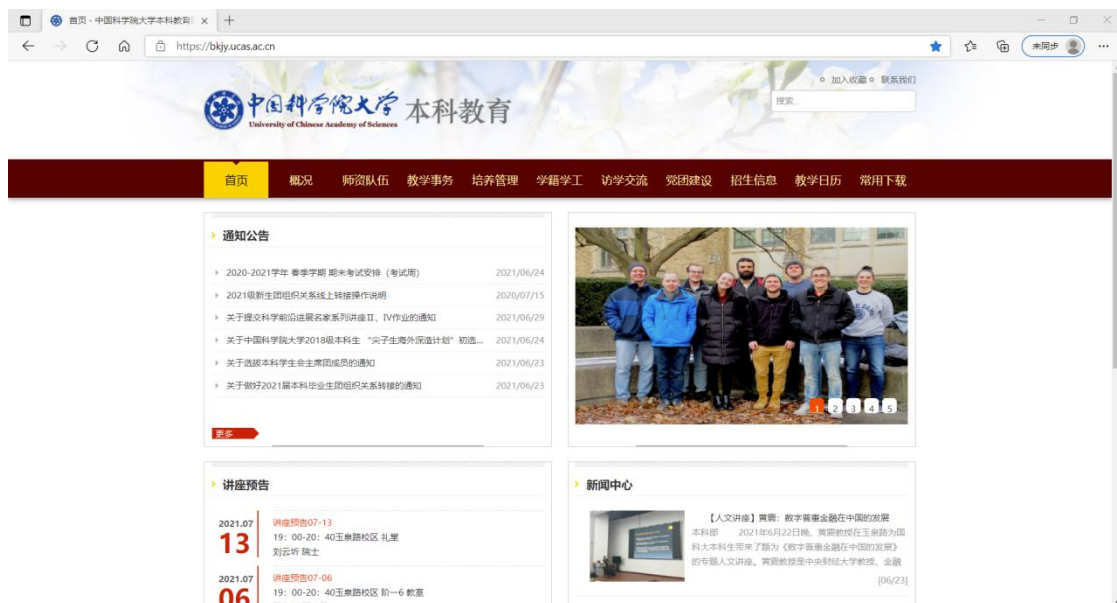 首页 - 中国科学院大学本科教育
https://bkjy.ucas.ac.cn
未同步
加入收藏 联系我们
中国科学院大学 本科教育
University of Chinese Academy of Sciences
搜索...
首页 概况 师资队伍 教学事务 培养管理 学籍学工 访学交流 党团建设 招生信息 教学日历 常用下载
通知公告
2020-2021学年 春季学期 期末考试安排（考试周） 2021/06/24
2021级新生团组织关系线上转接操作说明 2020/07/15
关于提交科学前沿进展名家系列讲座II、IV作业的通知 2021/06/29
关于中国科学院大学2018级本科生 “尖子生海外深造计划” 初选... 2021/06/24
关于选拔本科学生会主席团成员的通知 2021/06/23
关于做好2021届本科毕业生团组织关系转接的通知 2021/06/23
更多
1 2 3 4 5
讲座预告
2021.07
13
讲座预告07-13
19：00-20：40玉泉路校区 礼堂
刘云圻 院士
2021.07
06
讲座预告07-06
19：00-20：40玉泉路校区 阶一6 教室
新闻中心
【人文讲座】黄震：数字普惠金融在中国的发展
本科部 2021年6月22日晚，黄震教授在玉泉路为国
科大本科生带来了题为《数字普惠金融在中国的发展》
的专题人文讲座。黄震教授是中央财经大学教授、金融
[06/23]